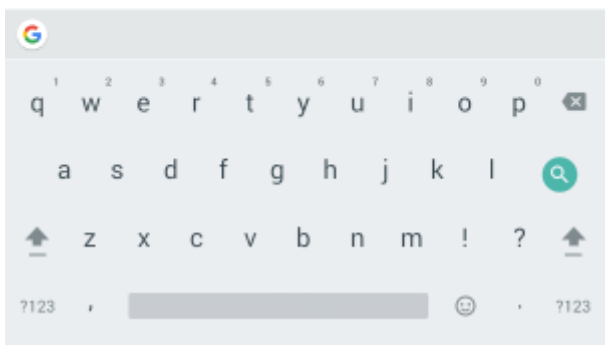 G
1 2 3 4 5 6 7 8 9 0
q w e r t y u i o p
a s d f g h j k l
z x c v b n m ! ?
?123 , . ?123